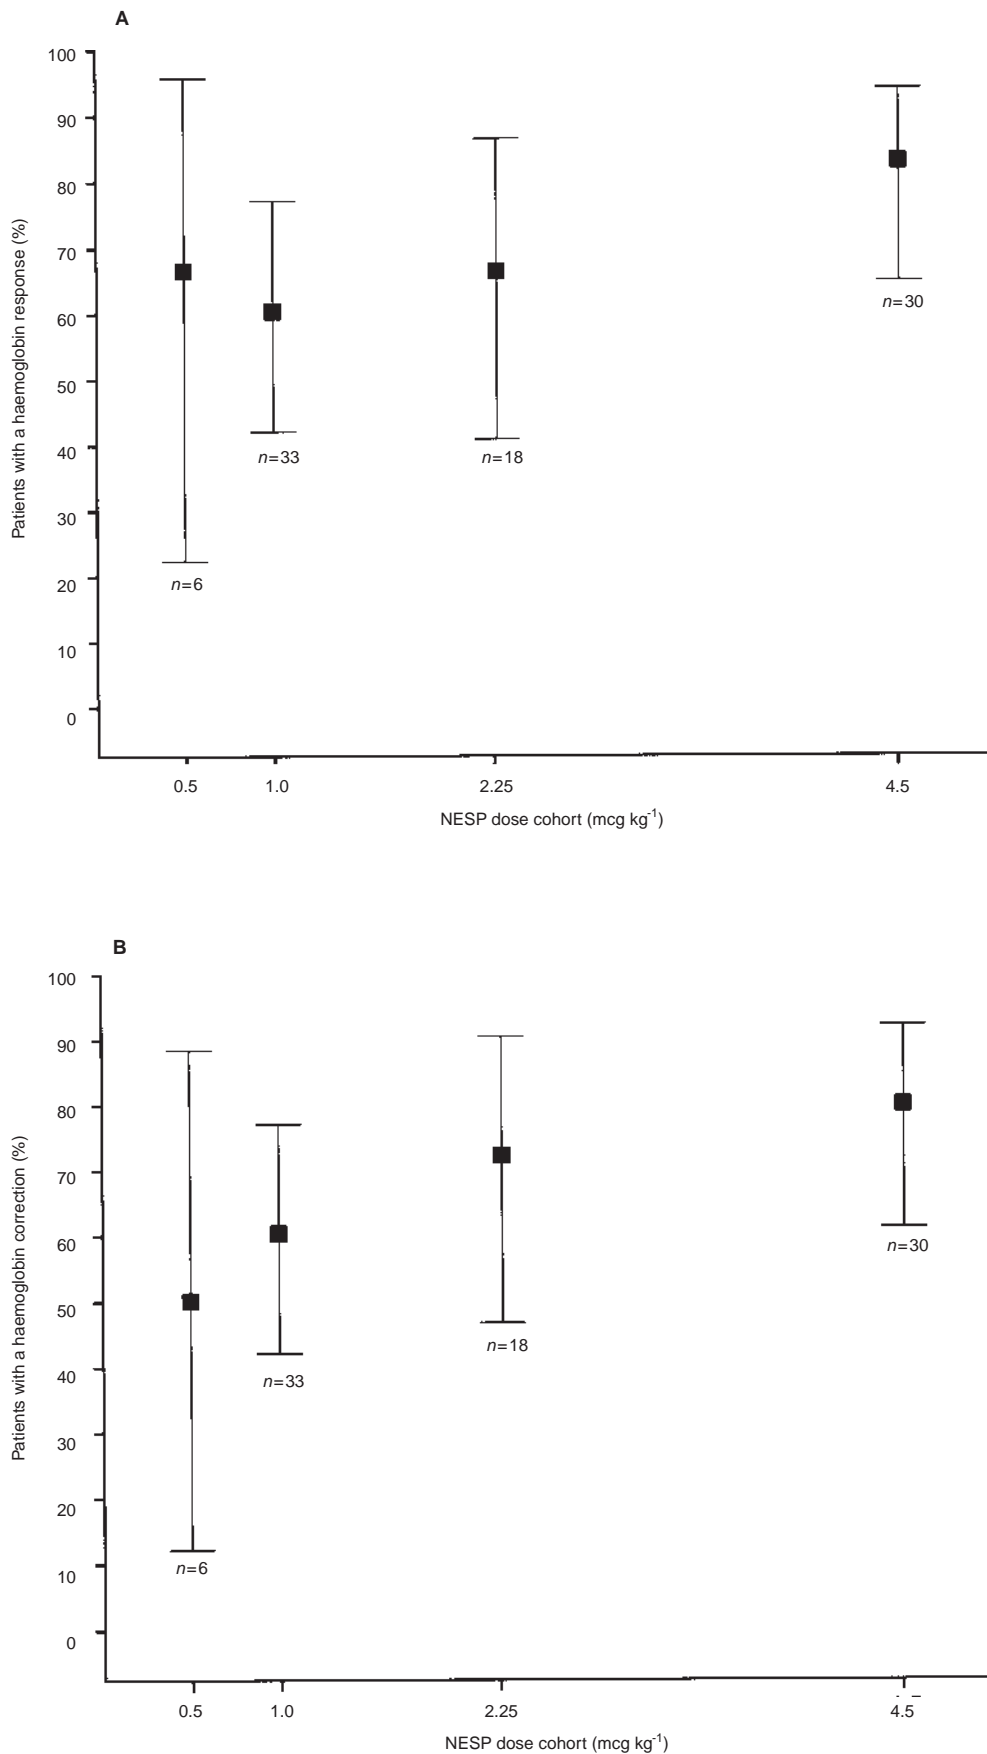 A
100
90
80
70
60
50
40
30
20
10
0
Patients with a haemoglobin response (%)
n=6
n=33
n=18
n=30
0.5 1.0 2.25 4.5
NESP dose cohort (mcg kg-1)
B
100
90
80
70
60
50
40
30
20
10
0
Patients with a haemoglobin correction (%)
n=6
n=33
n=18
n=30
0.5 1.0 2.25 4.5
NESP dose cohort (mcg kg-1)